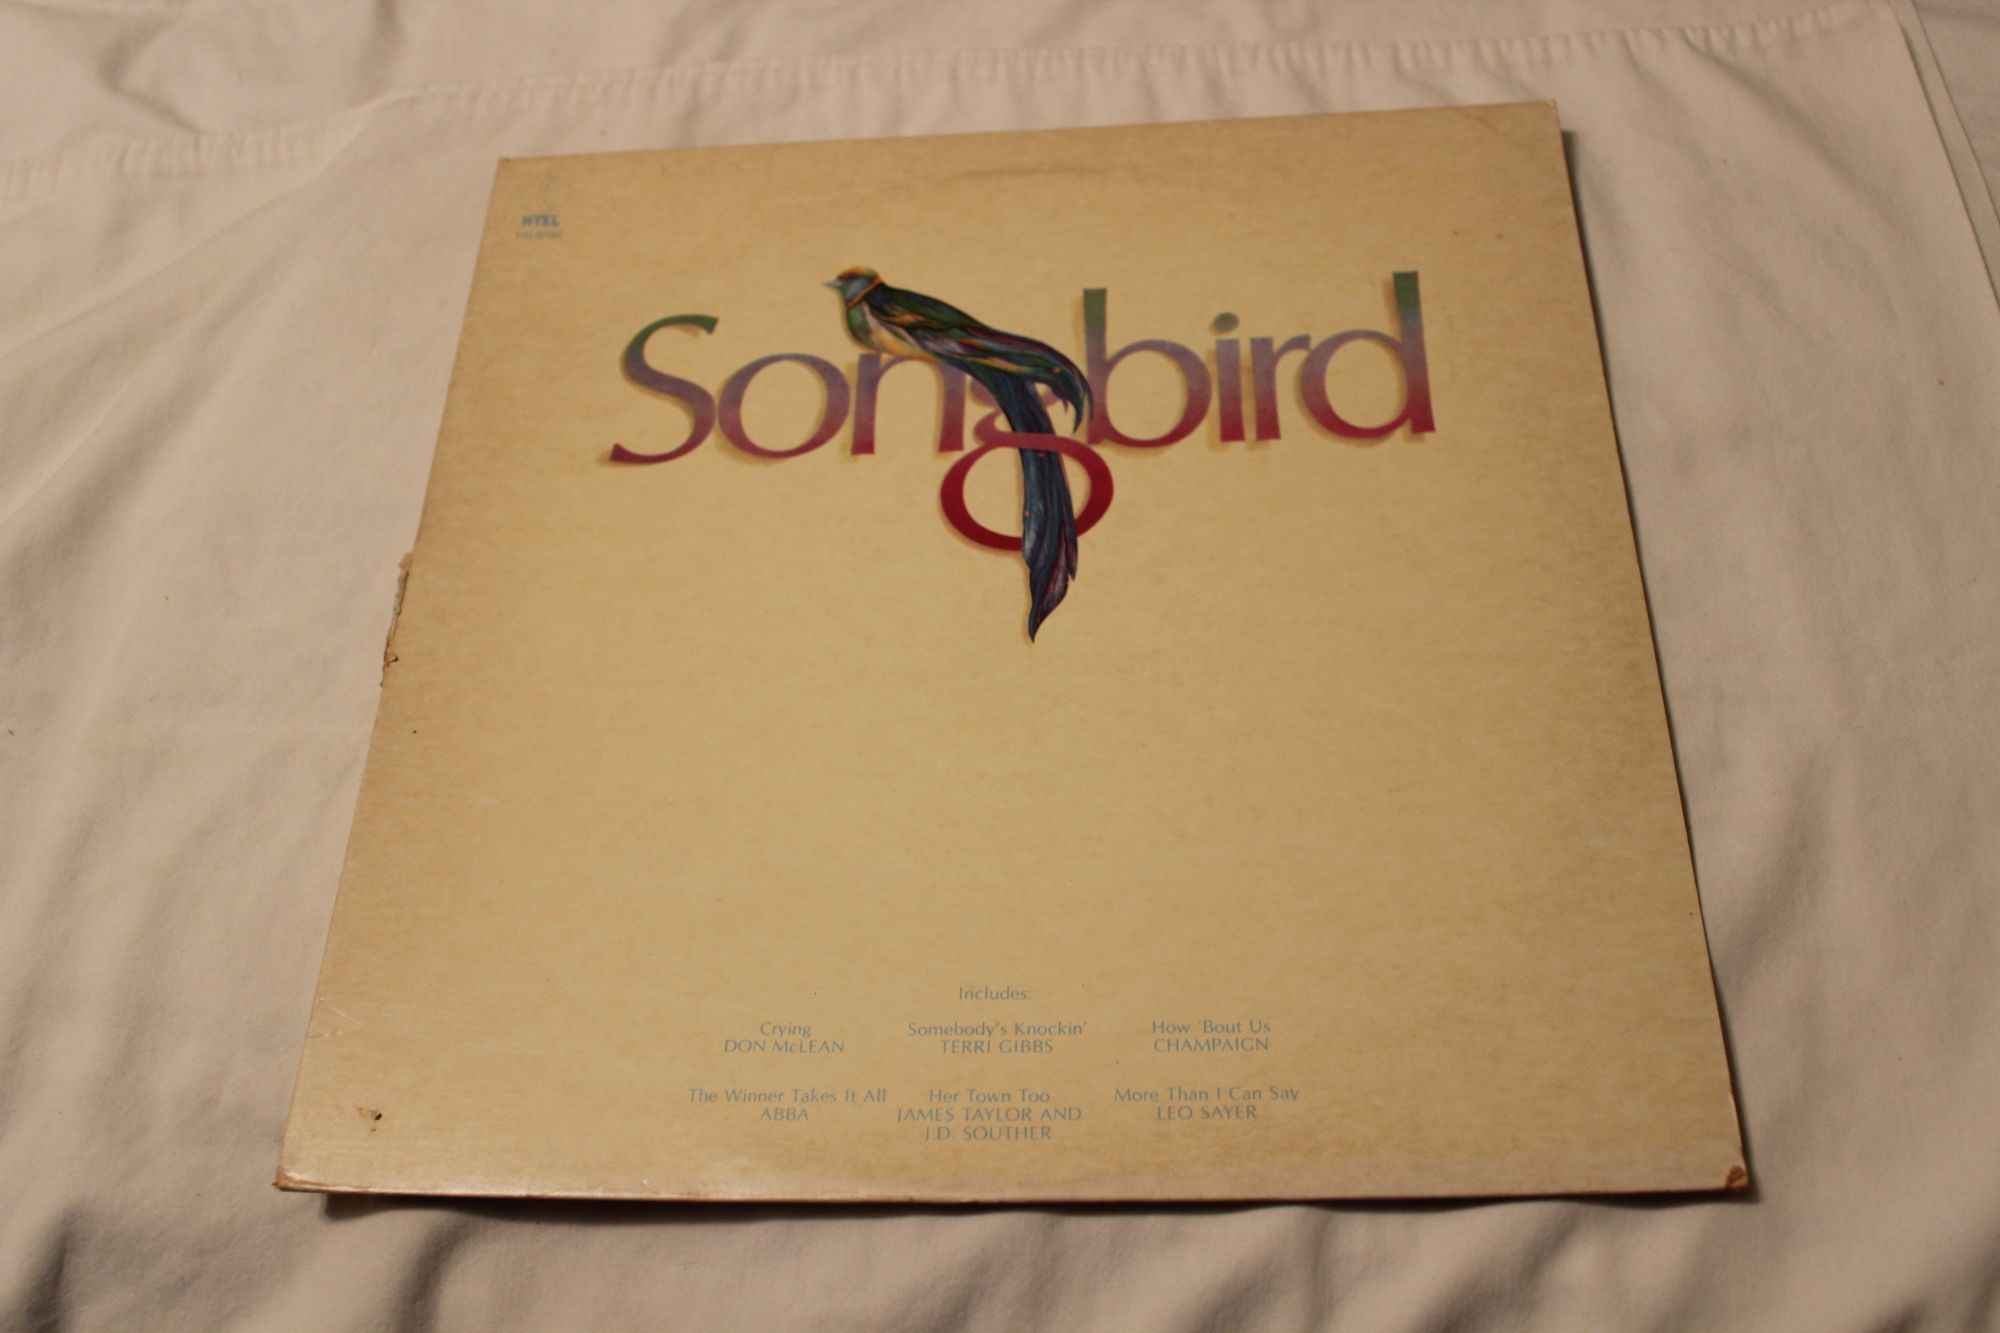 K-TEL
Songbird
Includes:
Crying
DON McLEAN
Somebody's Knockin'
TERRI GIBBS
How 'Bout Us
CHAMPAIGN
The Winner Takes It All
ABBA
Her Town Too
JAMES TAYLOR AND
J.D. SOUTHER
More Than I Can Say
LEO SAYER